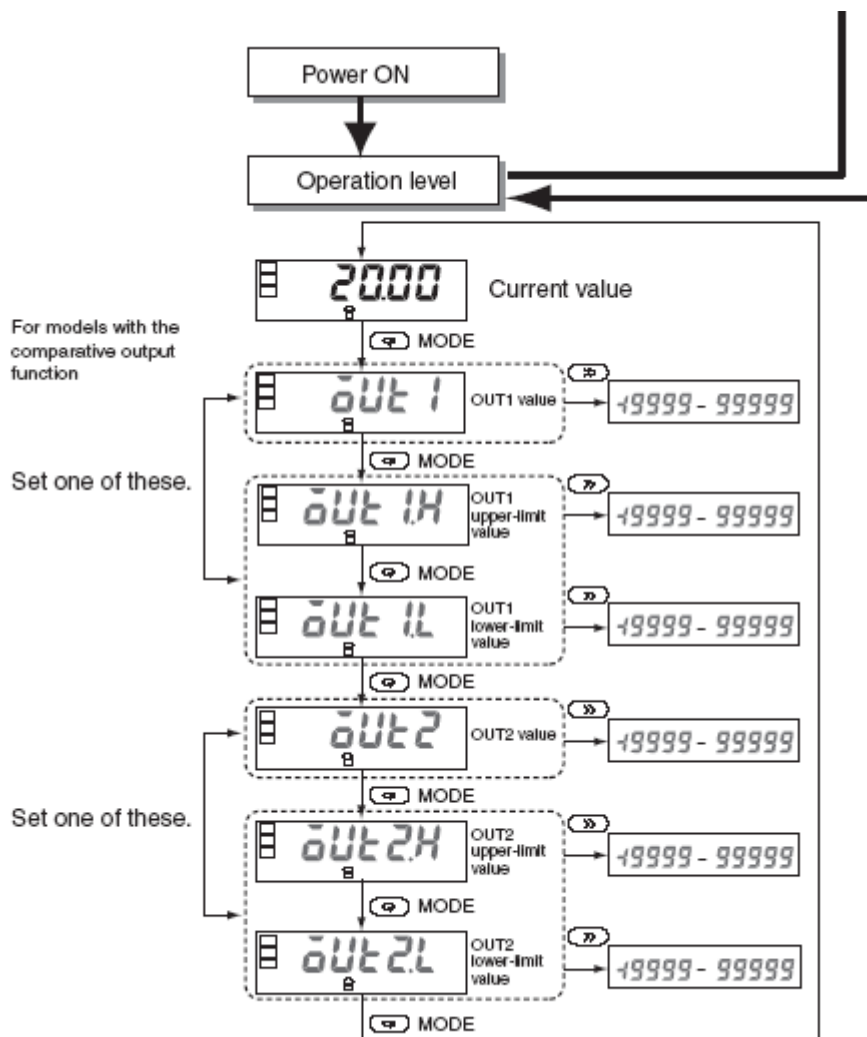 Power ON
Operation level
20.00
Current value
MODE
For models with the
comparative output
function
Set one of these.
oUt 1
OUT1 value
-19999 - 99999
MODE
oUt 1.H
OUT1
upper-limit
value
-19999 - 99999
MODE
oUt 1.L
OUT1
lower-limit
value
-19999 - 99999
MODE
Set one of these.
oUt2
OUT2 value
-19999 - 99999
MODE
oUt2.H
OUT2
upper-limit
value
-19999 - 99999
MODE
oUt2.L
OUT2
lower-limit
value
-19999 - 99999
MODE